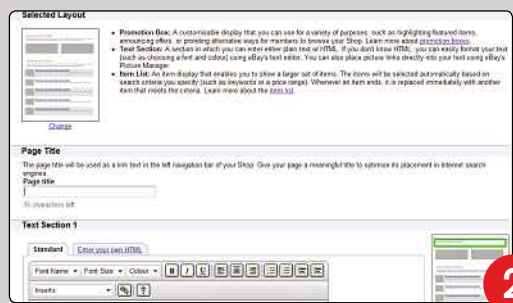 Selected Layout
• Promotion Box: A customisable display that you can use for a variety of purposes, such as highlighting featured items,
announcing offers, or providing alternative ways for members to browse your Shop. Learn more about promotion boxes.
• Text Section: A section in which you can enter either plain text or HTML. If you don't know HTML, you can easily format your text
(such as choosing a font and colour) using eBay's text editor. You can also place picture links directly into your text using eBay's
Picture Manager.
• Item List: An item display that enables you to show a larger set of items. The items will be selected automatically based on
search criteria you specify (such as keywords or a price range). Whenever an item ends, it is replaced immediately with another
item that meets the criteria. Learn more about the item list.
Change
Page Title
The page title will be used as a link text in the left navigation bar of your Shop. Give your page a meaningful title to optimise its placement in internet search
engines.
Page title
characters left
Text Section 1
Standard Enter your own HTML
Font Name Font Size Colour B I U
Inserts ?
2